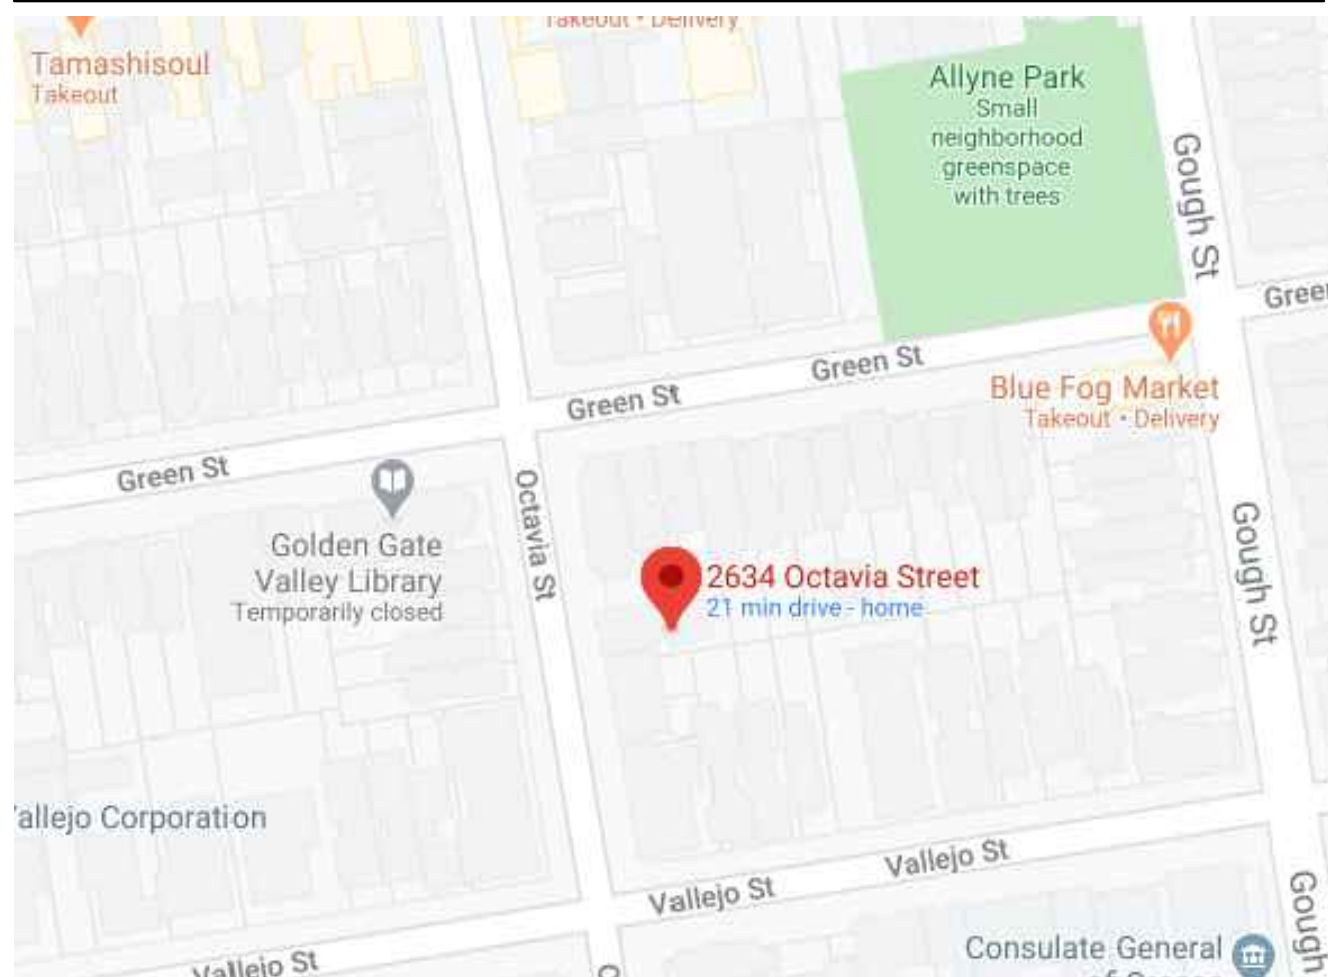 Takeout • Delivery
Tamashisoul
Takeout
Allyne Park
Small
neighborhood
greenspace
with trees
Gough St
Green St
Blue Fog Market
Takeout • Delivery
Green St
Green St
Golden Gate
Valley Library
Temporarily closed
Octavia St
2634 Octavia Street
21 min drive - home
Gough St
allejo Corporation
Vallejo St
Vallejo St
Vallejo St
Gough
Consulate General